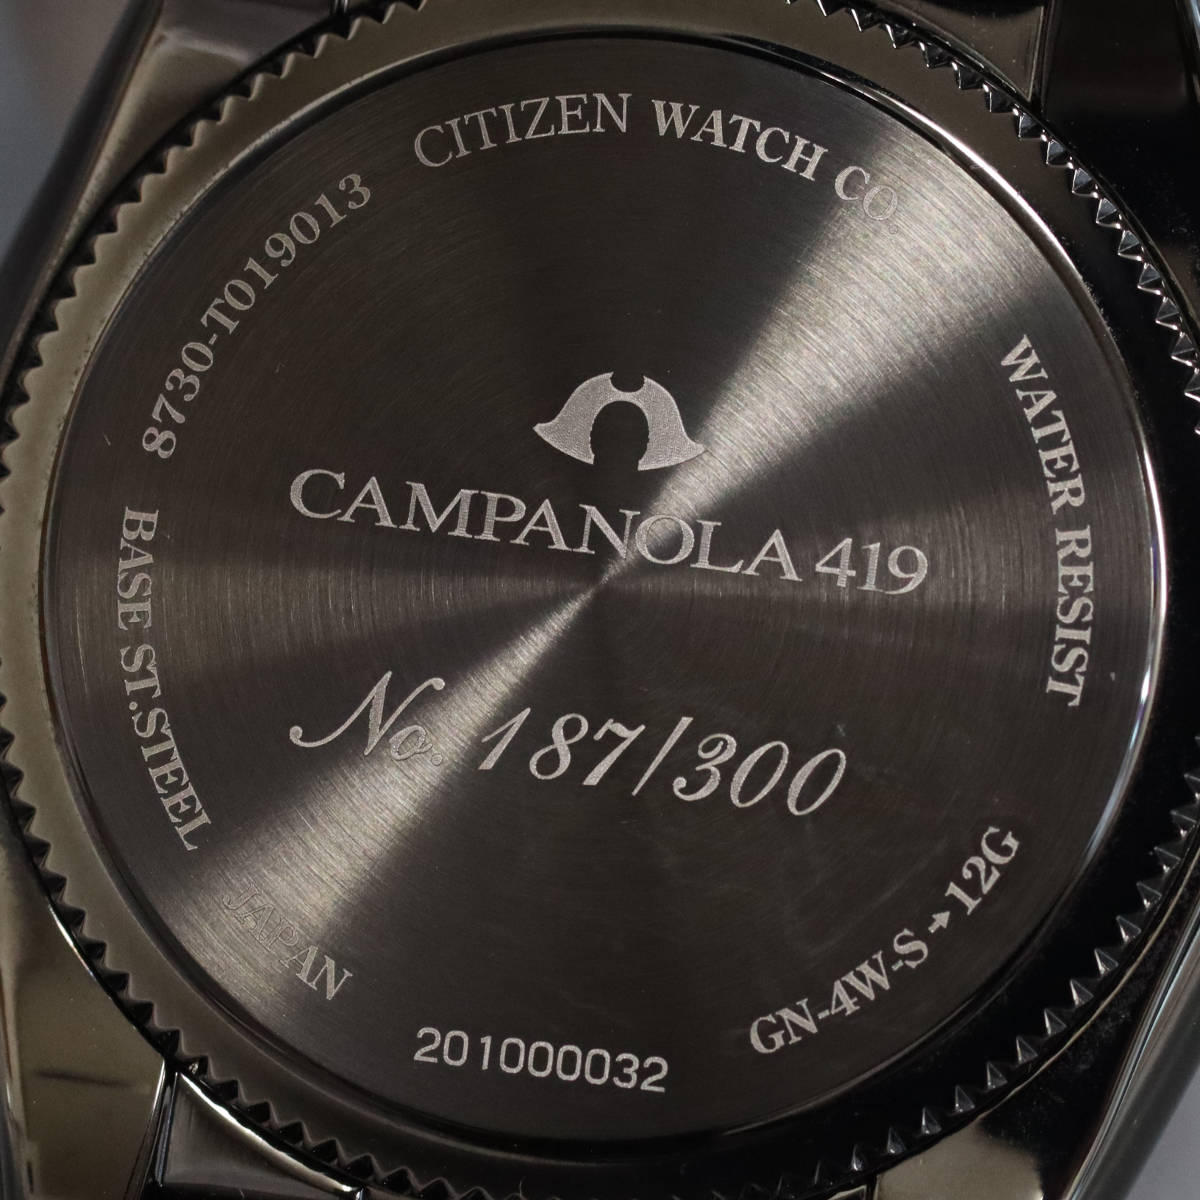 CITIZEN WATCH CO.
8730-T019013
WATER RESIST
CAMPANOLA 419
BASE ST.STEEL
No. 187/300
GN-4W-S→12G
JAPAN
201000032